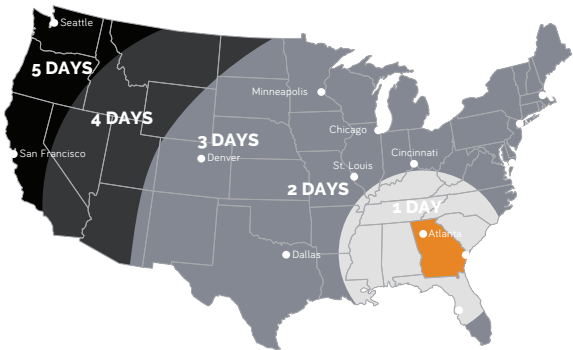 Seattle
5 DAYS
Minneapolis
4 DAYS
Chicago
3 DAYS
San Francisco
Cincinnati
Denver
St. Louis
2 DAYS
1 DAY
Atlanta
Dallas